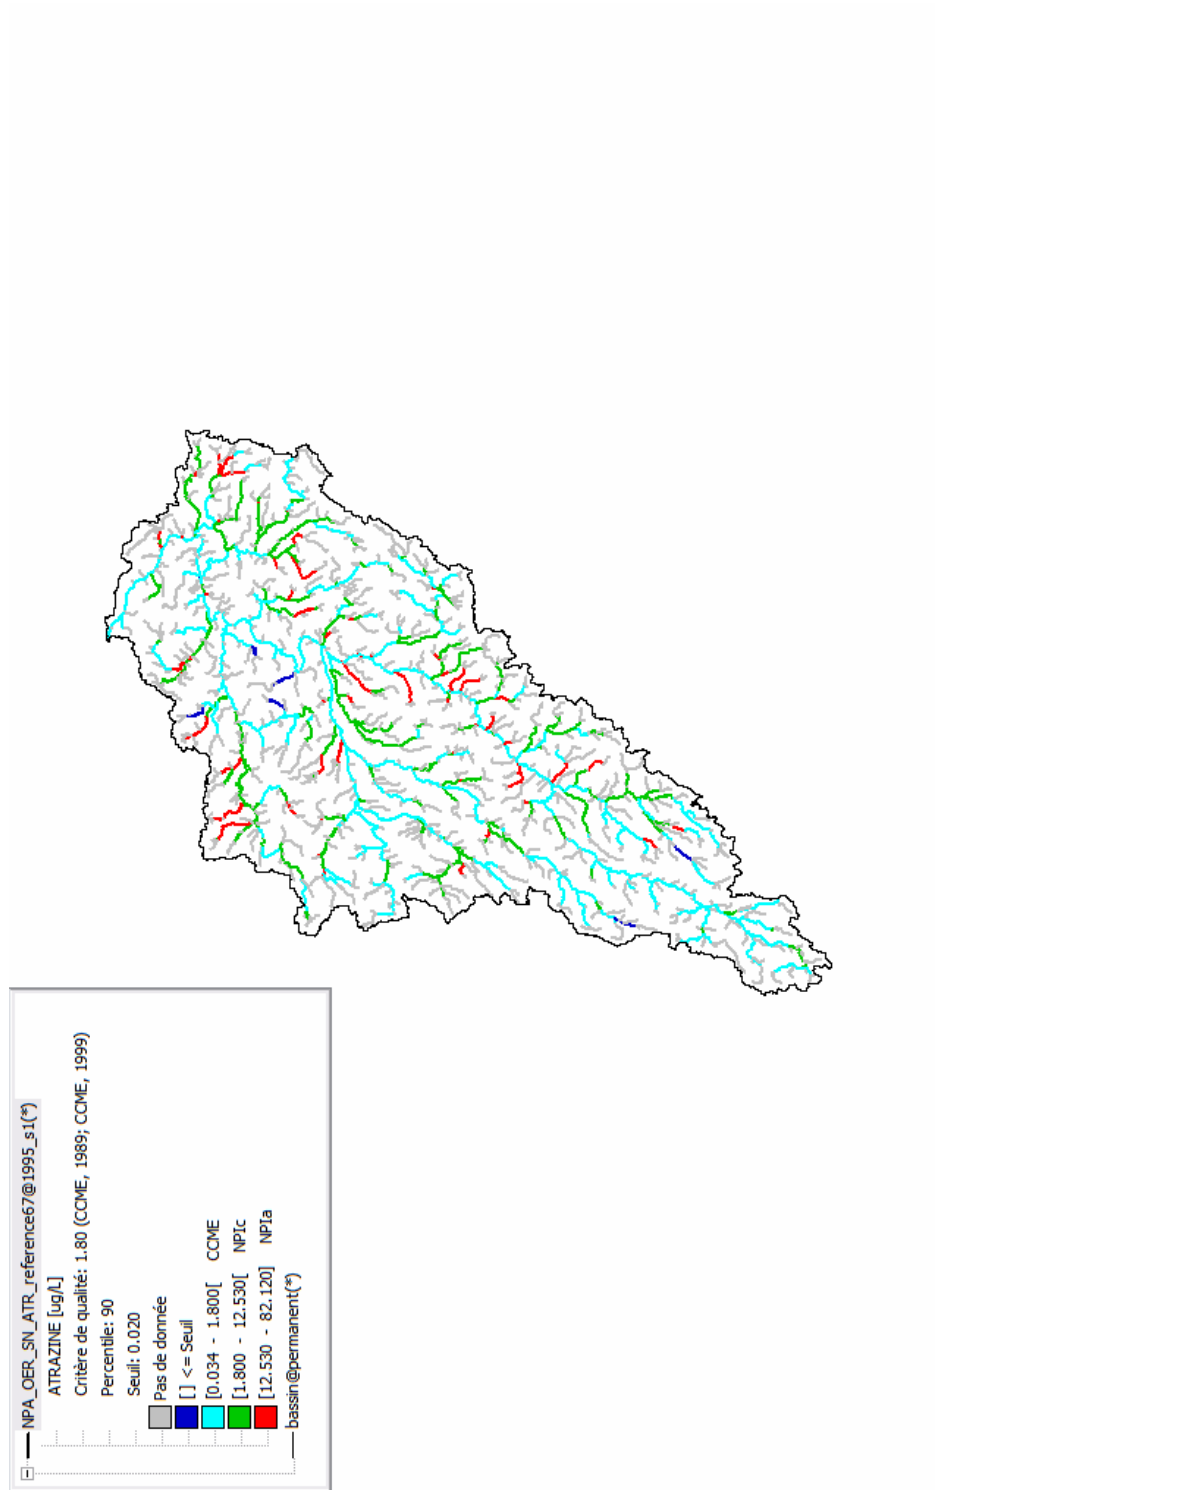 NPA_OER_SN_ATR_reference67@1995_s1(*)
ATRAZINE [ug/L]
Critère de qualité: 1.80 (CCME, 1989; CCME, 1999)
Percentile: 90
Seuil: 0.020
Pas de donnée
[ ] <= Seuil
[0.034 - 1.800[ CCME
[1.800 - 12.530[ NPIc
[12.530 - 82.120] NPIa
bassin@permanent(*)